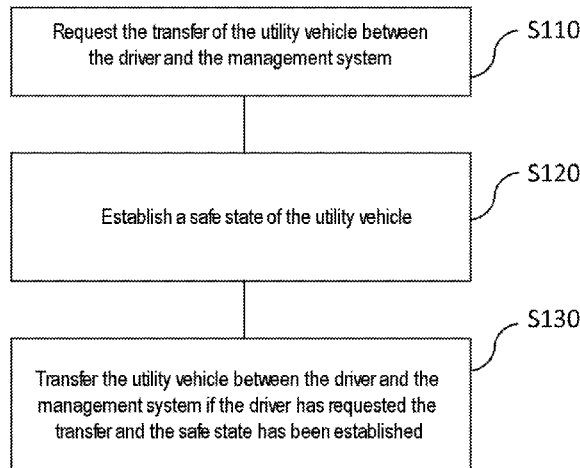 Request the transfer of the utility vehicle between
the driver and the management system
S110
Establish a safe state of the utility vehicle
S120
Transfer the utility vehicle between the driver and the
management system if the driver has requested the
transfer and the safe state has been established
S130